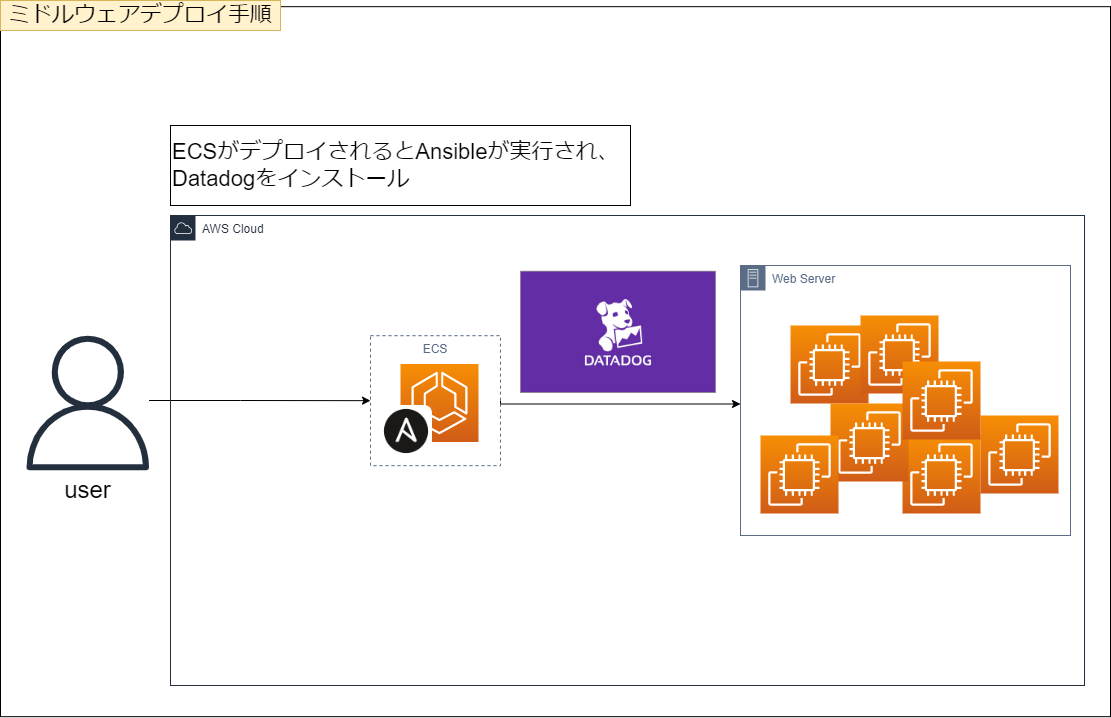 ミドルウェアデプロイ手順
ECSがデプロイされるとAnsibleが実行され、
Datadogをインストール
AWS Cloud
Web Server
ECS
DATADOG
user